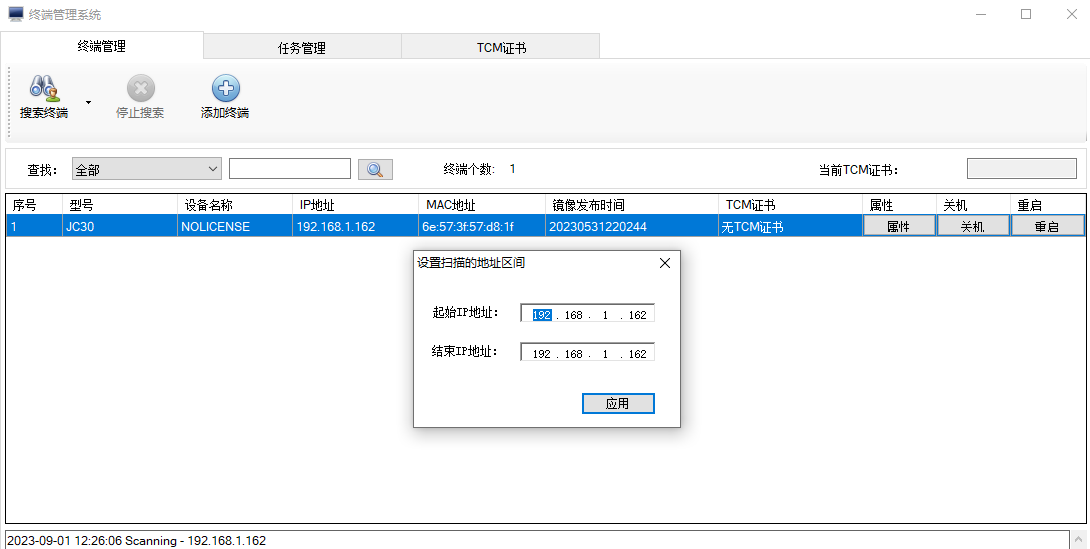 终端管理系统
终端管理 任务管理 TCM证书
搜索终端 停止搜索 添加终端
查找： 全部 终端个数: 1 当前TCM证书：
序号 型号 设备名称 IP地址 MAC地址 镜像发布时间 TCM证书 属性 关机 重启
1 JC30 NOLICENSE 192.168.1.162 6e:57:3f:57:d8:1f 20230531220244 无TCM证书 属性 关机 重启
设置扫描的地址区间
起始IP地址： 192 . 168 . 1 . 162
结束IP地址： 192 . 168 . 1 . 162
应用
2023-09-01 12:26:06 Scanning - 192.168.1.162